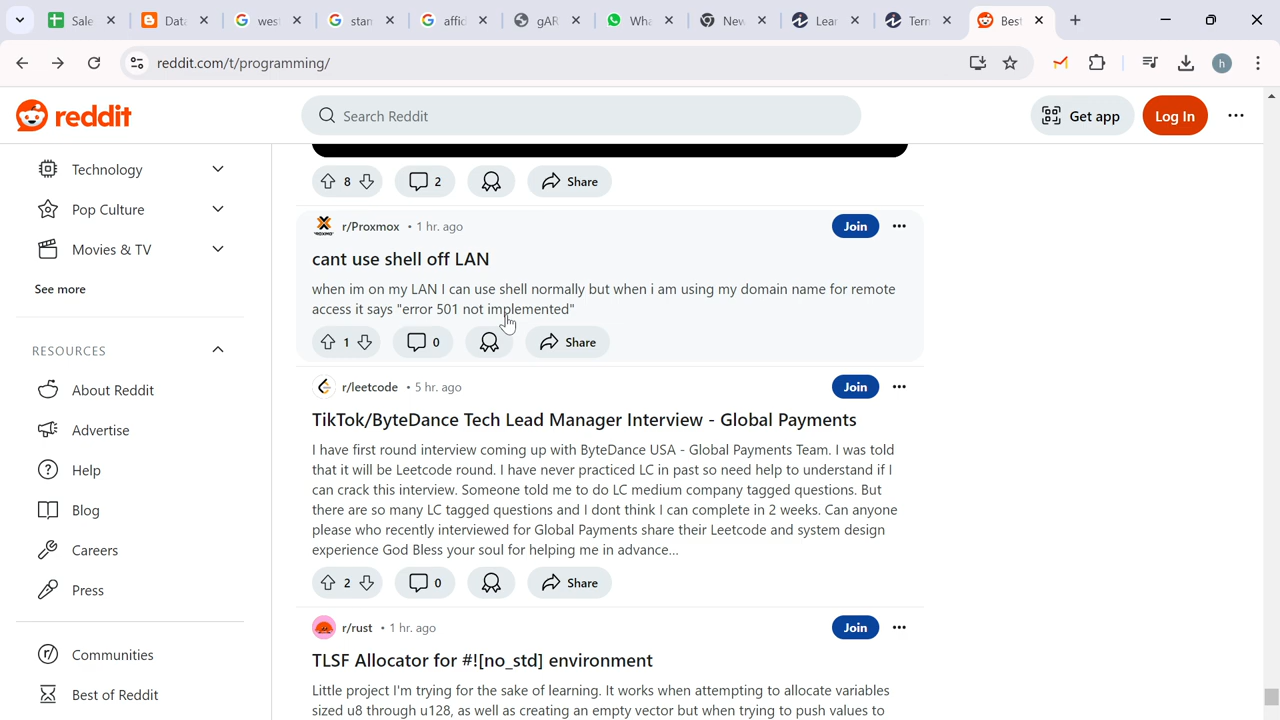 Sale
Data
west
stan
affid
gAR
Wha
New
Lear
Tern
Best
reddit.com/t/programming/
h
reddit
Search Reddit
Get app
Log In
Technology
Pop Culture
Movies & TV
See more
RESOURCES
About Reddit
Advertise
Help
Blog
Careers
Press
Communities
Best of Reddit
8
2
Share
r/Proxmox • 1 hr. ago
Join
cant use shell off LAN
when im on my LAN I can use shell normally but when i am using my domain name for remote
access it says "error 501 not implemented"
1
0
Share
r/leetcode • 5 hr. ago
Join
TikTok/ByteDance Tech Lead Manager Interview - Global Payments
I have first round interview coming up with ByteDance USA - Global Payments Team. I was told
that it will be Leetcode round. I have never practiced LC in past so need help to understand if I
can crack this interview. Someone told me to do LC medium company tagged questions. But
there are so many LC tagged questions and I dont think I can complete in 2 weeks. Can anyone
please who recently interviewed for Global Payments share their Leetcode and system design
experience God Bless your soul for helping me in advance...
2
0
Share
r/rust • 1 hr. ago
Join
TLSF Allocator for #![no_std] environment
Little project I'm trying for the sake of learning. It works when attempting to allocate variables
sized u8 through u128, as well as creating an empty vector but when trying to push values to